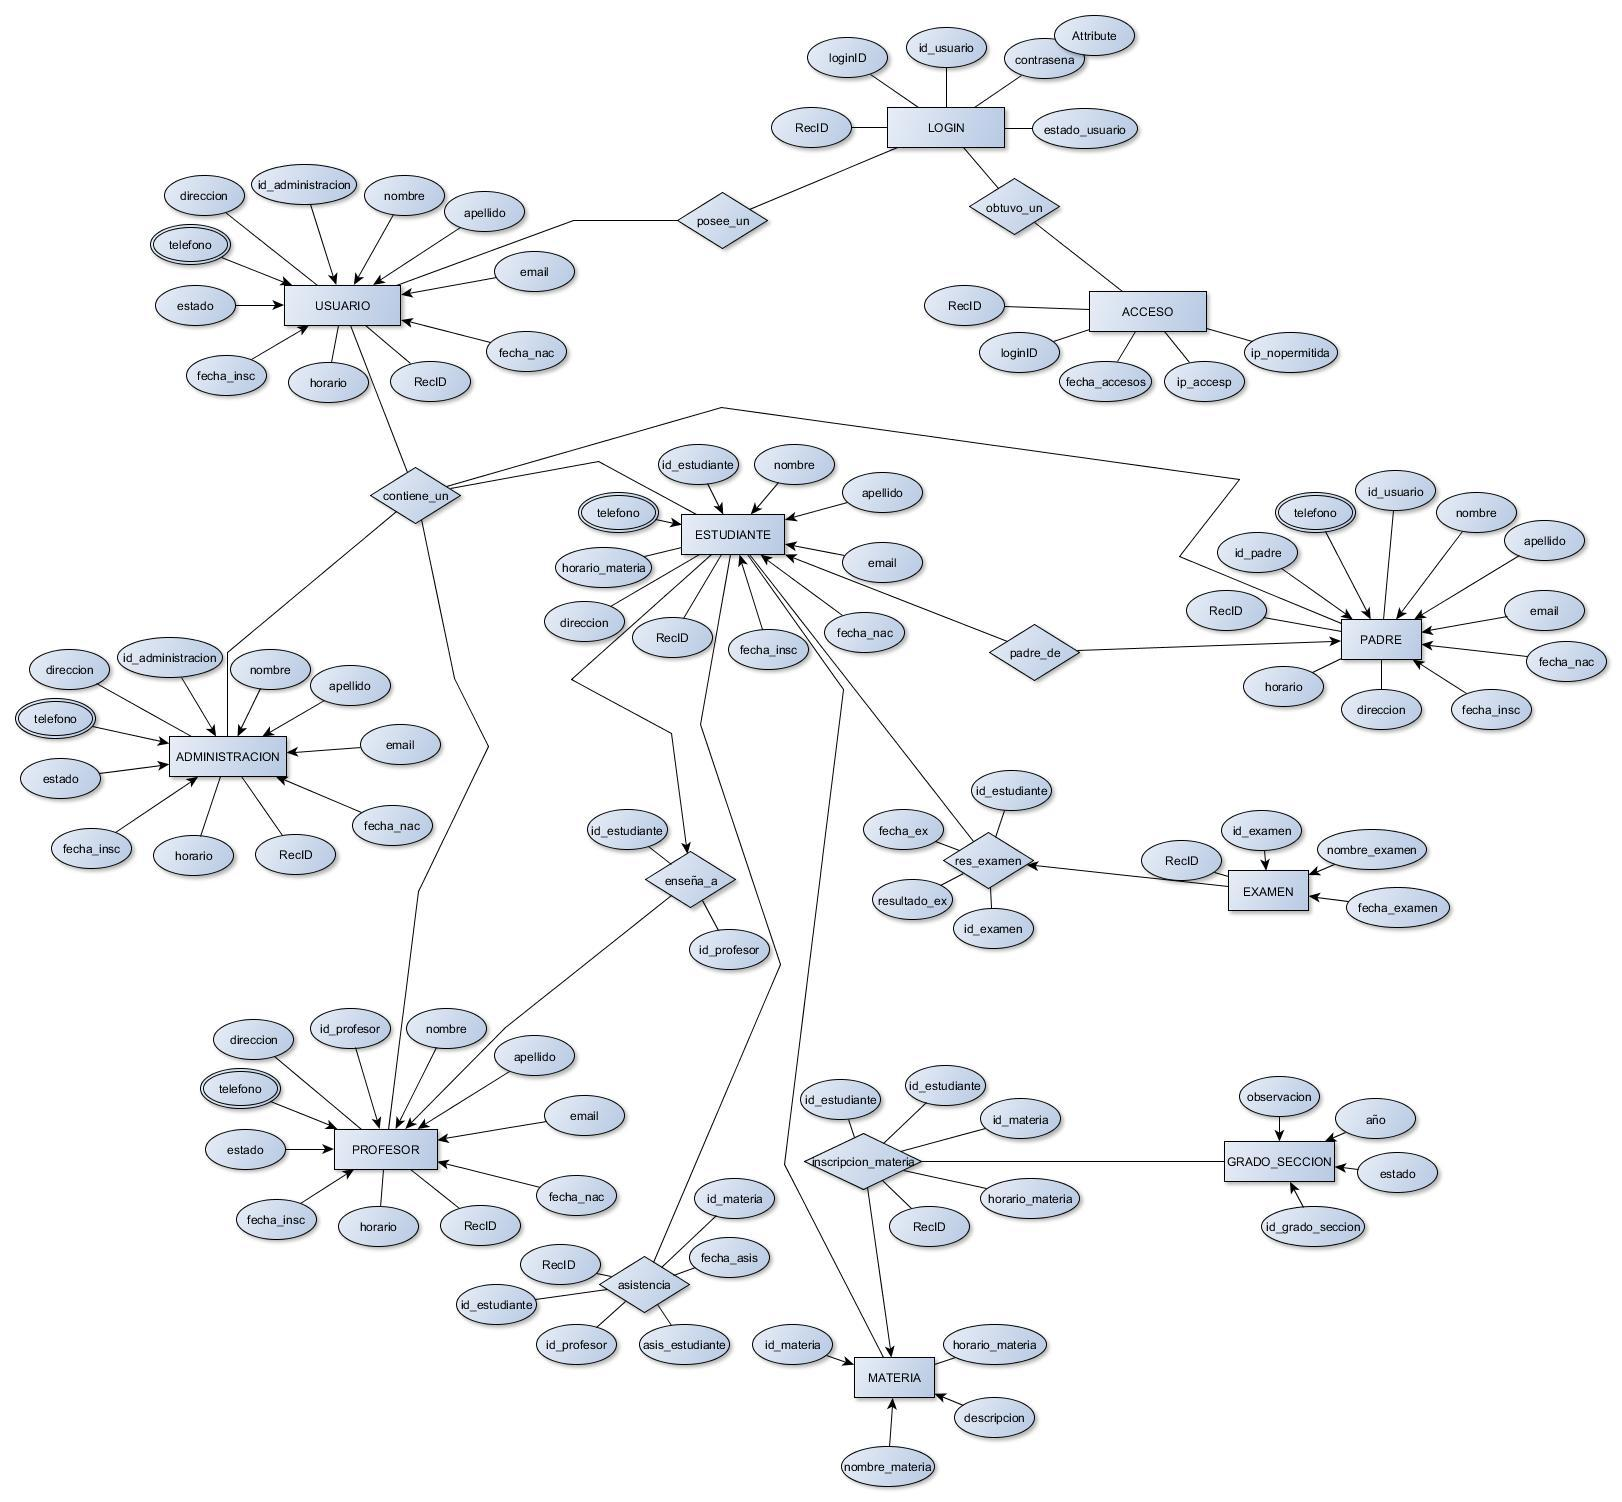 Attribute
id_usuario
loginID
contrasena
RecID
LOGIN
estado_usuario
id_administracion
direccion
nombre
apellido
telefono
posee_un
obtuvo_un
email
estado
USUARIO
RecID
ACCESO
fecha_nac
loginID
ip_nopermitida
fecha_insc
horario
RecID
fecha_accesos
ip_accesp
id_estudiante
nombre
apellido
contiene_un
telefono
id_usuario
telefono
nombre
ESTUDIANTE
apellido
id_padre
horario_materia
email
direccion
RecID
fecha_insc
fecha_nac
RecID
email
PADRE
padre_de
fecha_nac
horario
direccion
fecha_insc
id_administracion
direccion
nombre
apellido
telefono
email
ADMINISTRACION
estado
fecha_nac
fecha_insc
horario
RecID
id_estudiante
id_estudiante
fecha_ex
id_examen
nombre_examen
res_examen
RecID
enseña_a
EXAMEN
resultado_ex
fecha_examen
id_examen
id_profesor
direccion
id_profesor
nombre
apellido
telefono
email
estado
PROFESOR
fecha_nac
fecha_insc
horario
RecID
id_estudiante
id_estudiante
id_materia
observacion
año
inscripcion_materia
GRADO_SECCION
estado
horario_materia
RecID
id_grado_seccion
id_materia
fecha_asis
RecID
asistencia
id_estudiante
id_profesor
asis_estudiante
id_materia
horario_materia
MATERIA
descripcion
nombre_materia